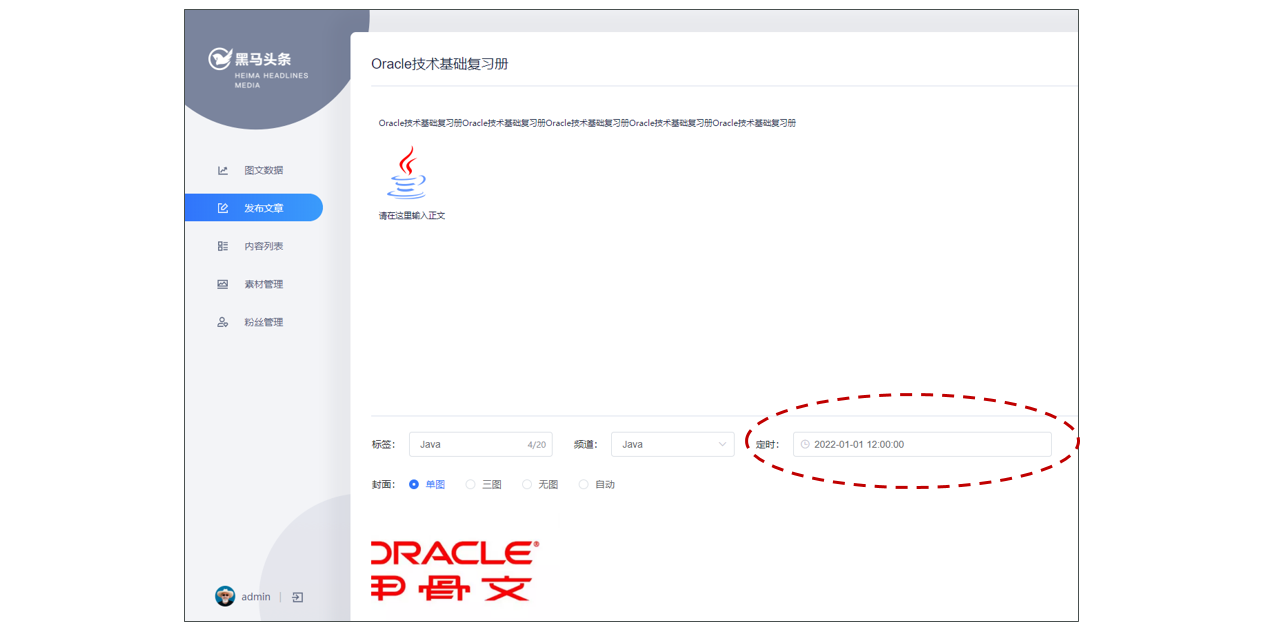 黑马头条
HEIMA HEADLINES
MEDIA
图文数据
发布文章
内容列表
素材管理
粉丝管理
admin
Oracle技术基础复习册
Oracle技术基础复习册Oracle技术基础复习册Oracle技术基础复习册Oracle技术基础复习册Oracle技术基础复习册
请在这里输入正文
标签： Java 4/20 频道： Java 定时： 2022-01-01 12:00:00
封面： 单图 三图 无图 自动
ORACLE®
甲骨文